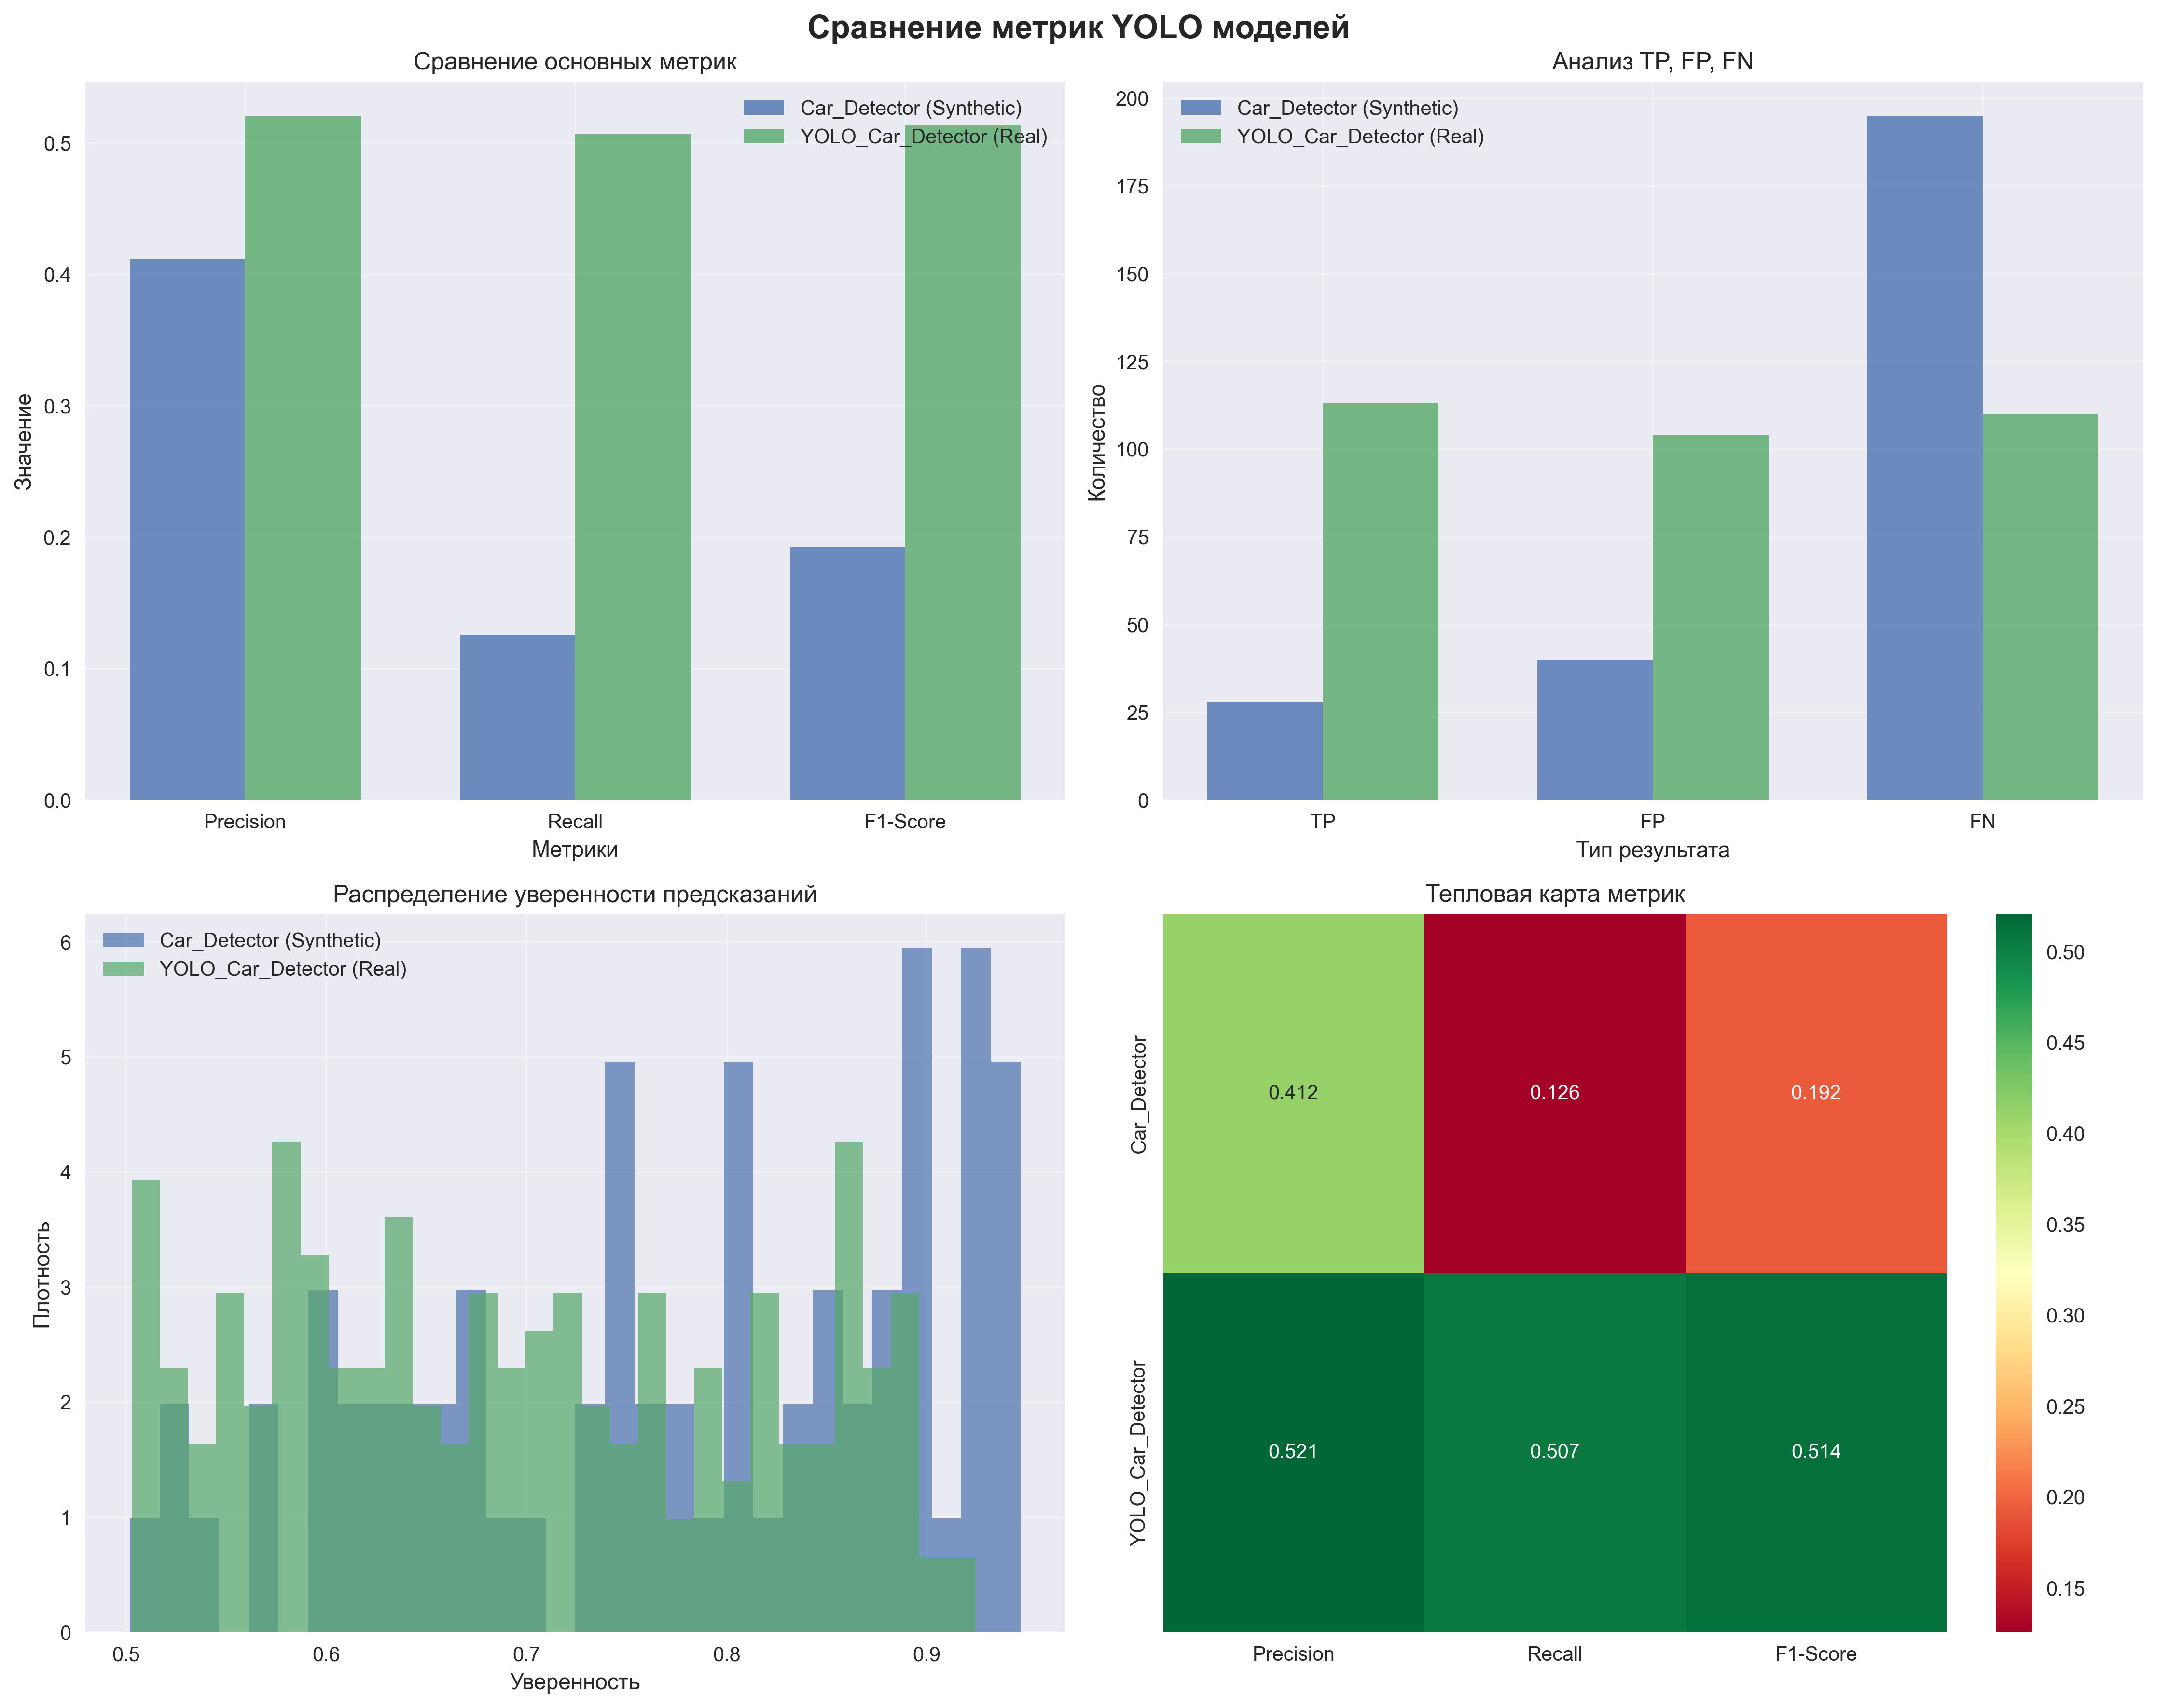 Сравнение метрик YOLO моделей
Сравнение основных метрик
Car_Detector (Synthetic)
YOLO_Car_Detector (Real)
Значение
0.5
0.4
0.3
0.2
0.1
0.0
Precision
Recall
F1-Score
Метрики
Анализ TP, FP, FN
Car_Detector (Synthetic)
YOLO_Car_Detector (Real)
Количество
200
175
150
125
100
75
50
25
0
TP
FP
FN
Тип результата
Распределение уверенности предсказаний
Car_Detector (Synthetic)
YOLO_Car_Detector (Real)
Плотность
6
5
4
3
2
1
0
0.5
0.6
0.7
0.8
0.9
Уверенность
Тепловая карта метрик
Car_Detector
0.412
0.126
0.192
YOLO_Car_Detector
0.521
0.507
0.514
Precision
Recall
F1-Score
0.50
0.45
0.40
0.35
0.30
0.25
0.20
0.15